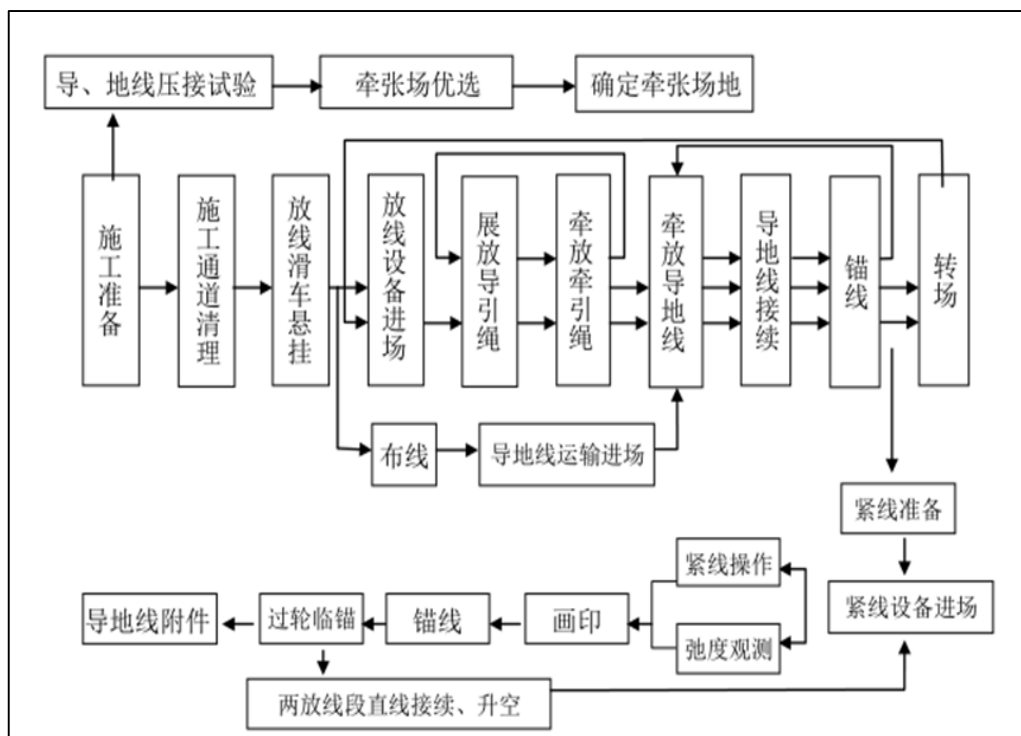 导、地线压接试验
牵张场优选
确定牵张场地
施工准备
施工通道清理
放线滑车悬挂
放线设备进场
展放导引绳
牵放牵引绳
牵放导地线
导地线接续
锚线
转场
布线
导地线运输进场
紧线准备
紧线操作
紧线设备进场
导地线附件
过轮临锚
锚线
画印
弛度观测
两放线段直线接续、升空